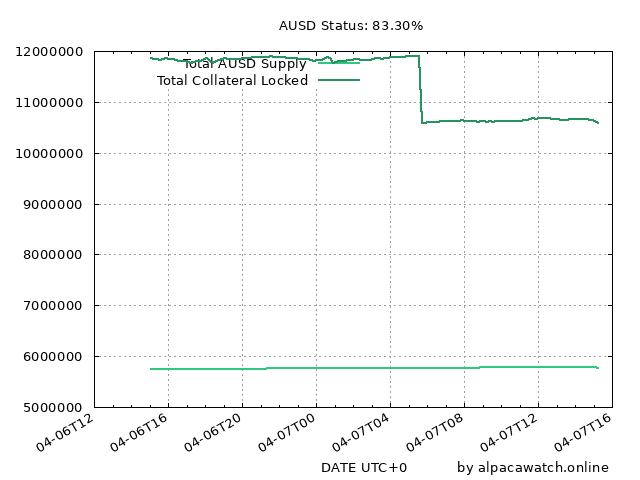 AUSD Status: 83.30%
12000000
11000000
10000000
9000000
8000000
7000000
6000000
5000000
Total AUSD Supply
Total Collateral Locked
04-06T12
04-06T16
04-06T20
04-07T00
04-07T04
04-07T08
04-07T12
04-07T16
DATE UTC+0
by alpacawatch.online